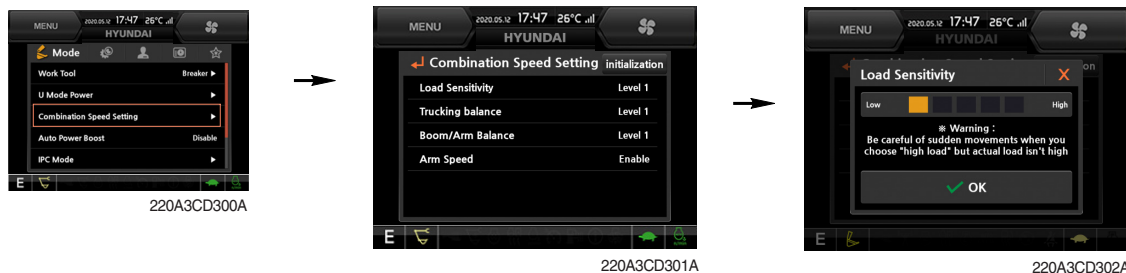 MENU
2020.05.12 17:47 26°C
HYUNDAI
Mode
Work Tool Breaker ▶
U Mode Power ▶
Combination Speed Setting ▶
Auto Power Boost Disable
IPC Mode ▶
E
220A3CD300A
MENU
2020.05.12 17:47 26°C
HYUNDAI
Combination Speed Setting initialization
Load Sensitivity Level 1
Trucking balance Level 1
Boom/Arm Balance Level 1
Arm Speed Enable
E
220A3CD301A
MENU
2020.05.12 17:47 26°C
HYUNDAI
on
Load Sensitivity X
Low High
※ Warning :
Be careful of sudden movements when you
choose "high load" but actual load isn't high
OK
E
220A3CD302A